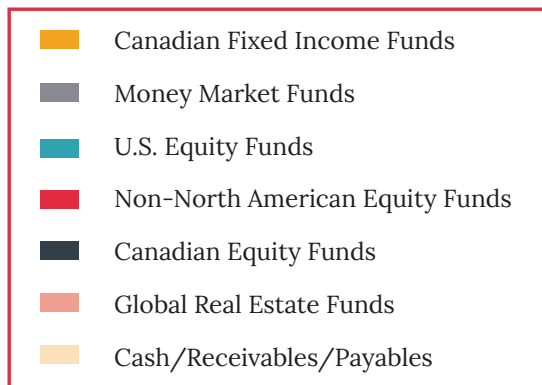 Canadian Fixed Income Funds
Money Market Funds
U.S. Equity Funds
Non-North American Equity Funds
Canadian Equity Funds
Global Real Estate Funds
Cash/Receivables/Payables